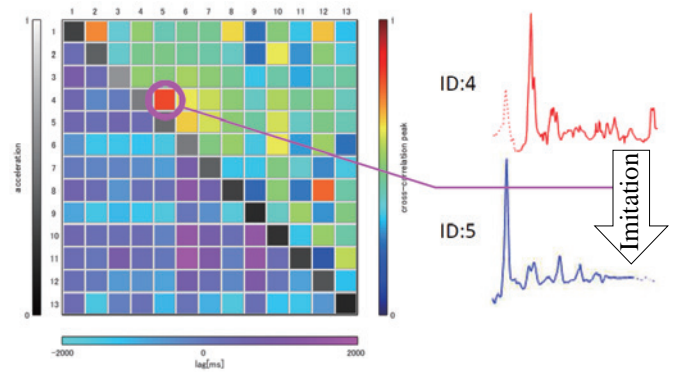 1 2 3 4 5 6 7 8 9 10 11 12 13
1
2
3
4
5
6
7
8
9
10
11
12
13
1
0
acceleration
1
0
cross-correlation peak
-2000 0 2000
lag[ms]
ID:4
ID:5
Imitation